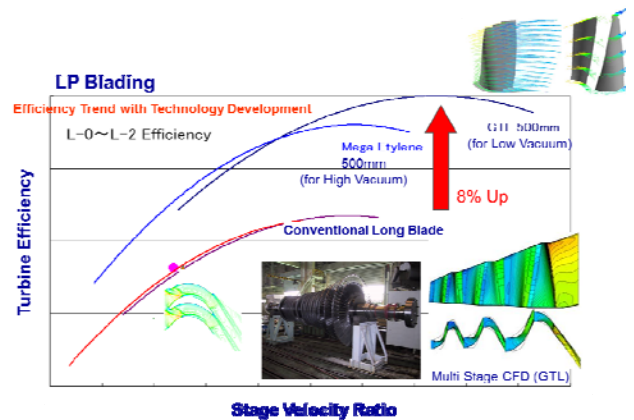 LP Blading
Efficiency Trend with Technology Development
L-0～L-2 Efficiency
GTL 500mm
(for Low Vacuum)
Mega Etylene
500mm
(for High Vacuum)
8% Up
Conventional Long Blade
Turbine Efficiency
Multi Stage CFD (GTL)
Stage Velocity Ratio